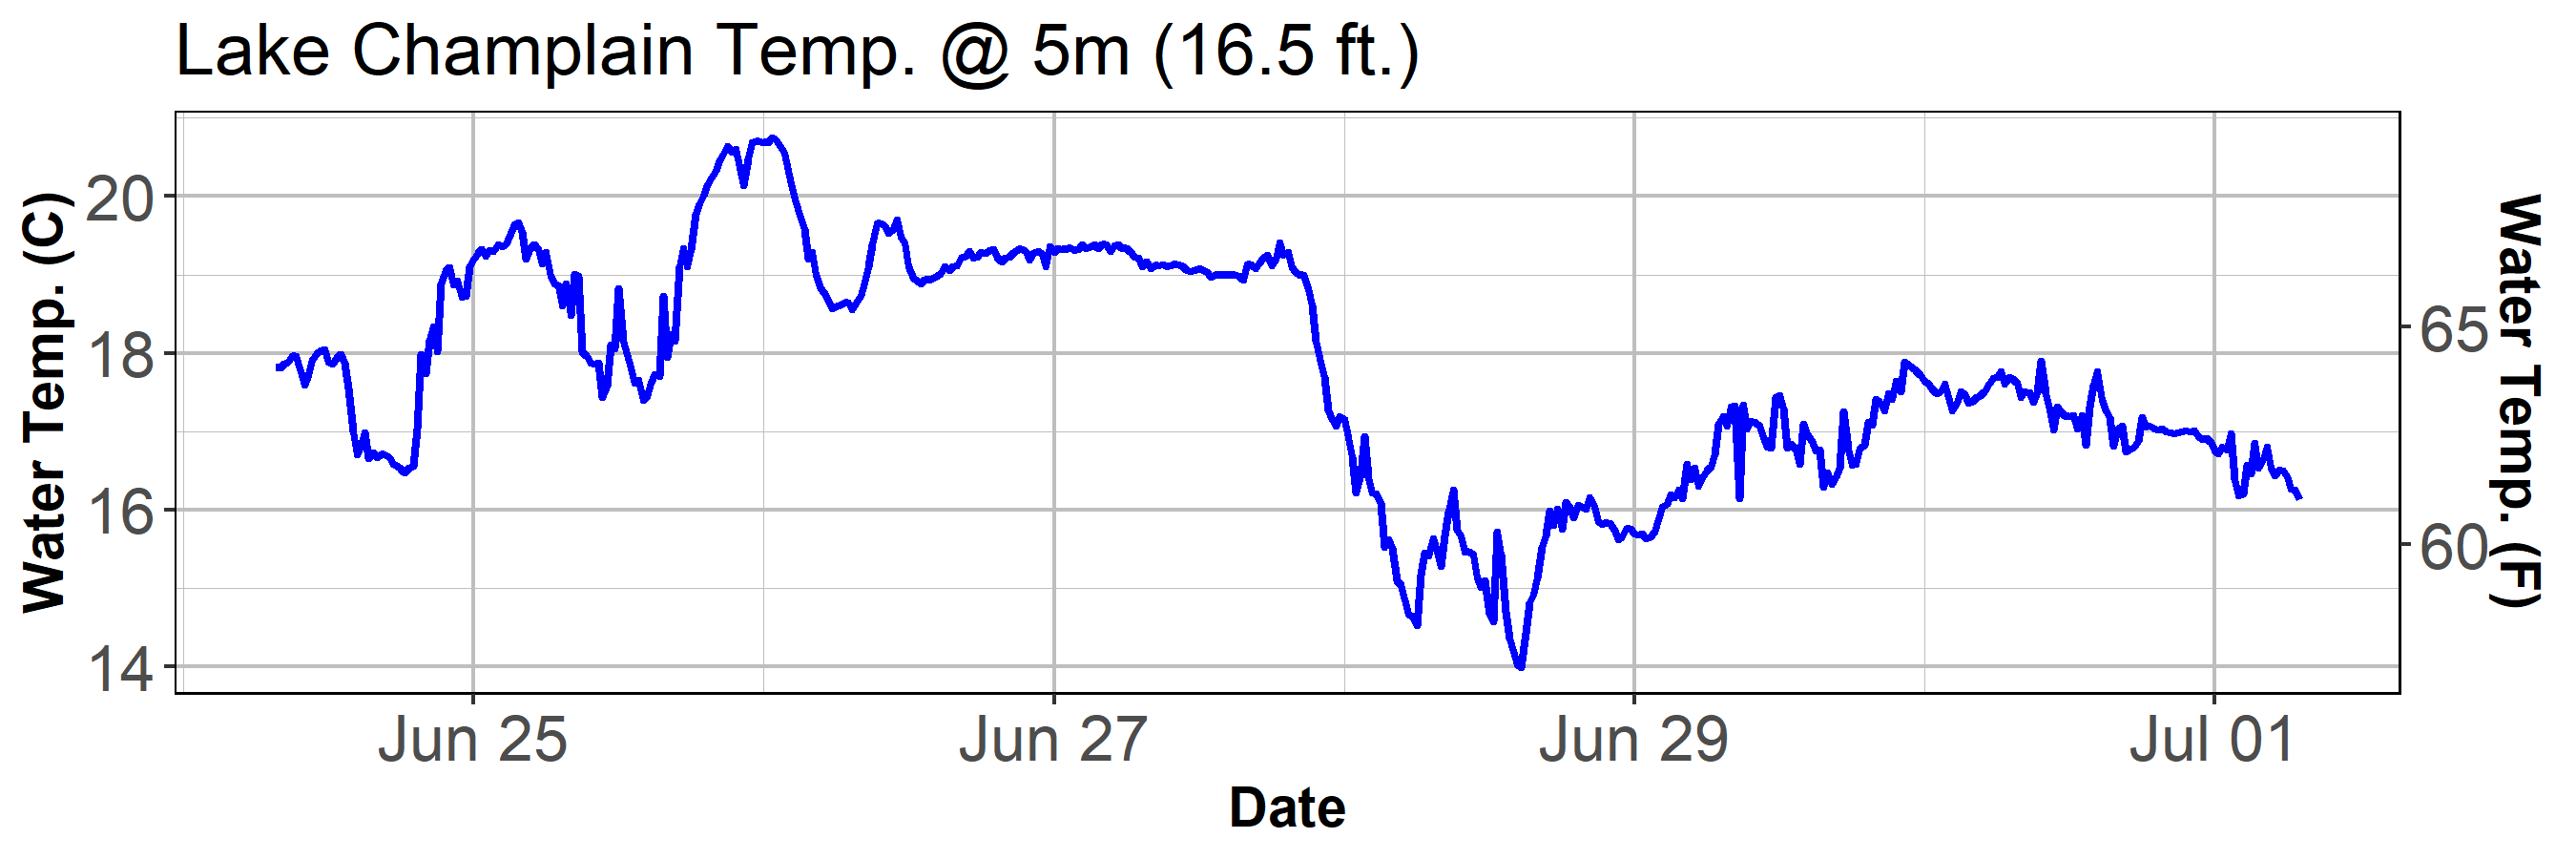 Lake Champlain Temp. @ 5m (16.5 ft.)
Water Temp. (C)
20
18
16
14
65
60
Water Temp. (F)
Jun 25
Jun 27
Jun 29
Jul 01
Date